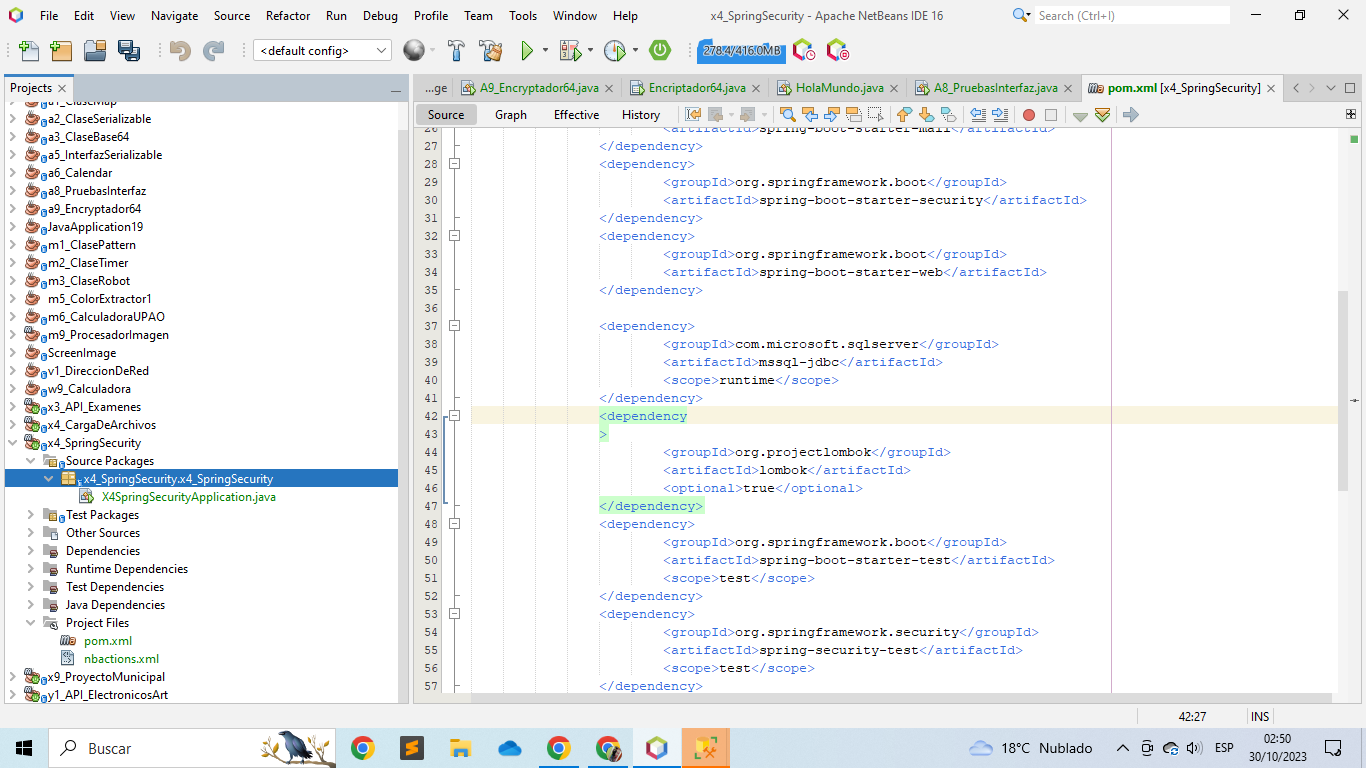 File Edit View Navigate Source Refactor Run Debug Profile Team Tools Window Help x4_SpringSecurity - Apache NetBeans IDE 16 Search (Ctrl+I)
<default config> 278.4/416.0MB
Projects
...ge A9_Encryptador64.java Encriptador64.java HolaMundo.java A8_PruebasInterfaz.java pom.xml [x4_SpringSecurity]
Source Graph Effective History
a1_ClaseMap
a2_ClaseSerializable
a3_ClaseBase64
a5_InterfazSerializable
a6_Calendar
a8_PruebasInterfaz
a9_Encryptador64
JavaApplication19
m1_ClasePattern
m2_ClaseTimer
m3_ClaseRobot
m5_ColorExtractor1
m6_CalculadoraUPAO
m9_ProcesadorImagen
ScreenImage
v1_DireccionDeRed
w9_Calculadora
x3_API_Examenes
x4_CargaDeArchivos
x4_SpringSecurity
Source Packages
x4_SpringSecurity.x4_SpringSecurity
X4SpringSecurityApplication.java
Test Packages
Other Sources
Dependencies
Runtime Dependencies
Test Dependencies
Java Dependencies
Project Files
pom.xml
nbactions.xml
x9_ProyectoMunicipal
y1_API_ElectronicosArt
26 <artifactId>spring-boot-starter-mail</artifactId>
27 </dependency>
28 <dependency>
29 <groupId>org.springframework.boot</groupId>
30 <artifactId>spring-boot-starter-security</artifactId>
31 </dependency>
32 <dependency>
33 <groupId>org.springframework.boot</groupId>
34 <artifactId>spring-boot-starter-web</artifactId>
35 </dependency>
36
37 <dependency>
38 <groupId>com.microsoft.sqlserver</groupId>
39 <artifactId>mssql-jdbc</artifactId>
40 <scope>runtime</scope>
41 </dependency>
42 <dependency
43 >
44 <groupId>org.projectlombok</groupId>
45 <artifactId>lombok</artifactId>
46 <optional>true</optional>
47 </dependency>
48 <dependency>
49 <groupId>org.springframework.boot</groupId>
50 <artifactId>spring-boot-starter-test</artifactId>
51 <scope>test</scope>
52 </dependency>
53 <dependency>
54 <groupId>org.springframework.security</groupId>
55 <artifactId>spring-security-test</artifactId>
56 <scope>test</scope>
57 </dependency>
42:27 INS
Buscar 18°C Nublado ESP 02:50
30/10/2023